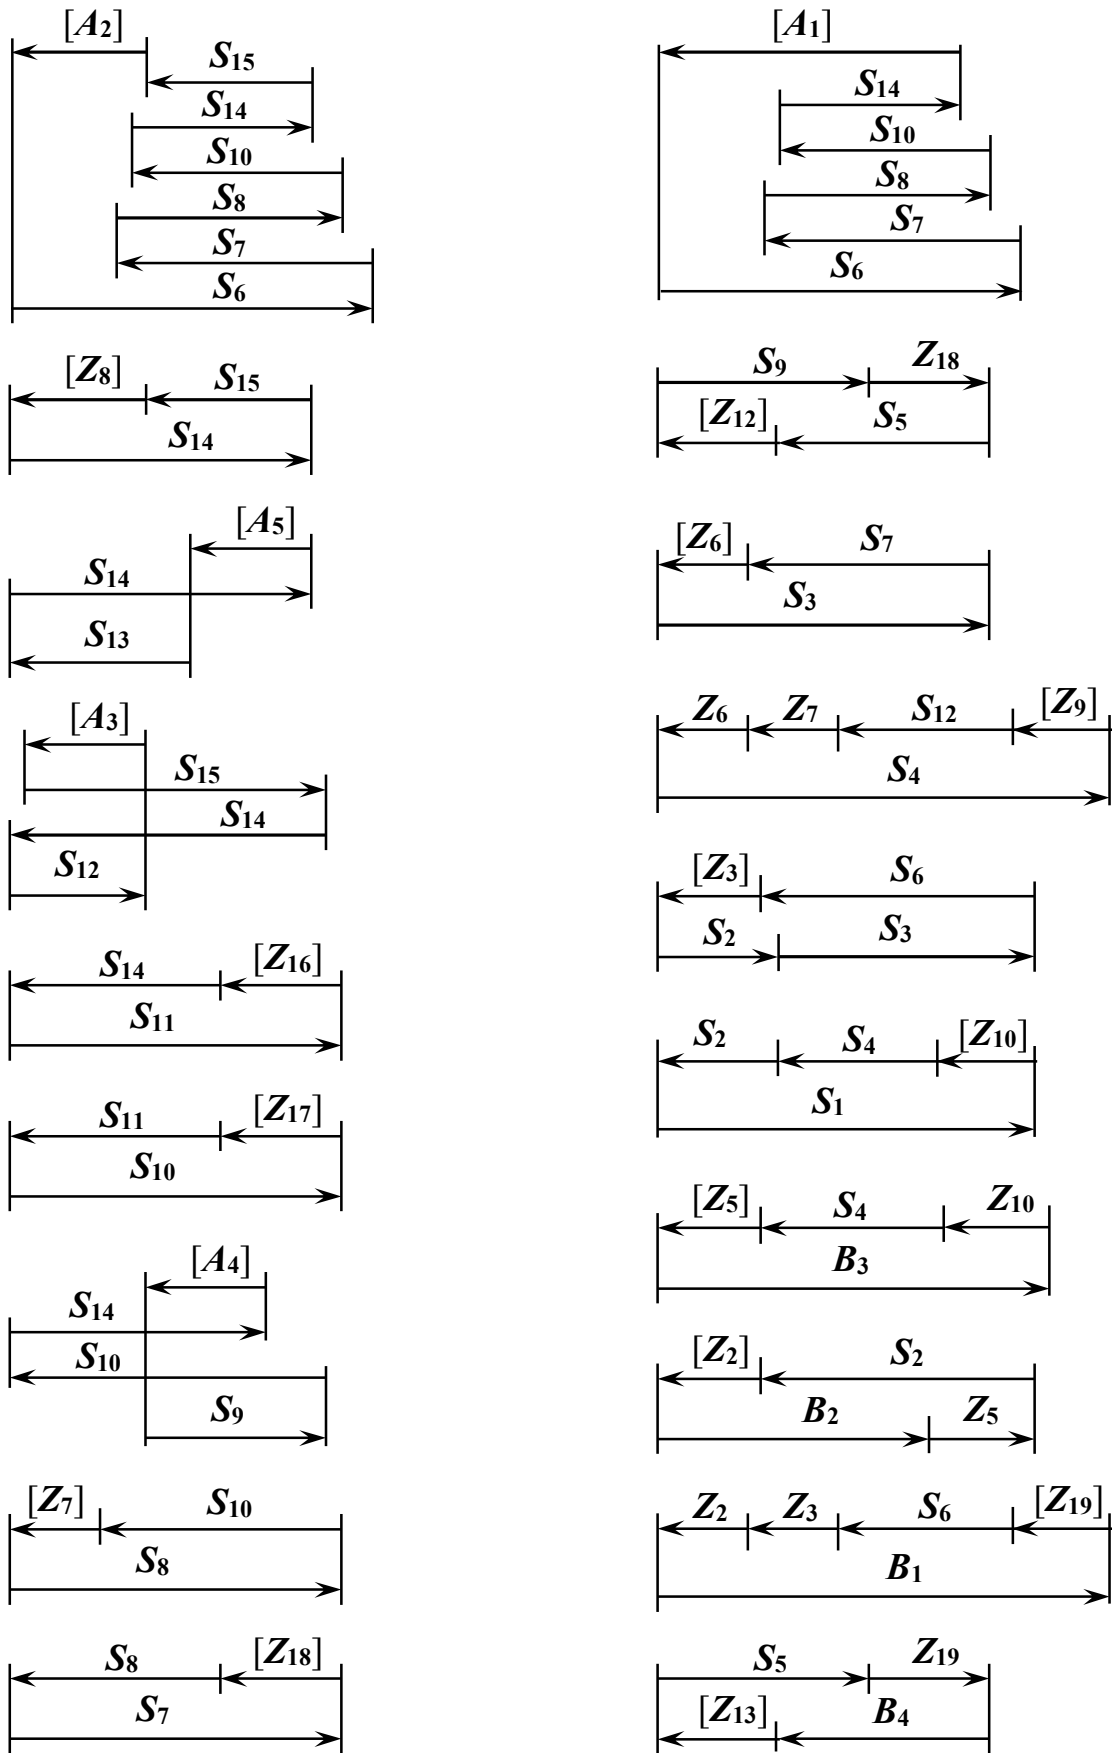 [A₂]
S₁₅
S₁₄
S₁₀
S₈
S₇
S₆
[Z₈] S₁₅
S₁₄
[A₅]
S₁₄
S₁₃
[A₃]
S₁₅
S₁₄
S₁₂
S₁₄ [Z₁₆]
S₁₁
S₁₁ [Z₁₇]
S₁₀
[A₄]
S₁₄
S₁₀
S₉
[Z₇] S₁₀
S₈
S₈ [Z₁₈]
S₇
[A₁]
S₁₄
S₁₀
S₈
S₇
S₆
S₉ Z₁₈
[Z₁₂] S₅
[Z₆] S₇
S₃
Z₆ Z₇ S₁₂ [Z₉]
S₄
[Z₃] S₆
S₂ S₃
S₂ S₄ [Z₁₀]
S₁
[Z₅] S₄ Z₁₀
B₃
[Z₂] S₂
B₂ Z₅
Z₂ Z₃ S₆ [Z₁₉]
B₁
S₅ Z₁₉
[Z₁₃] B₄